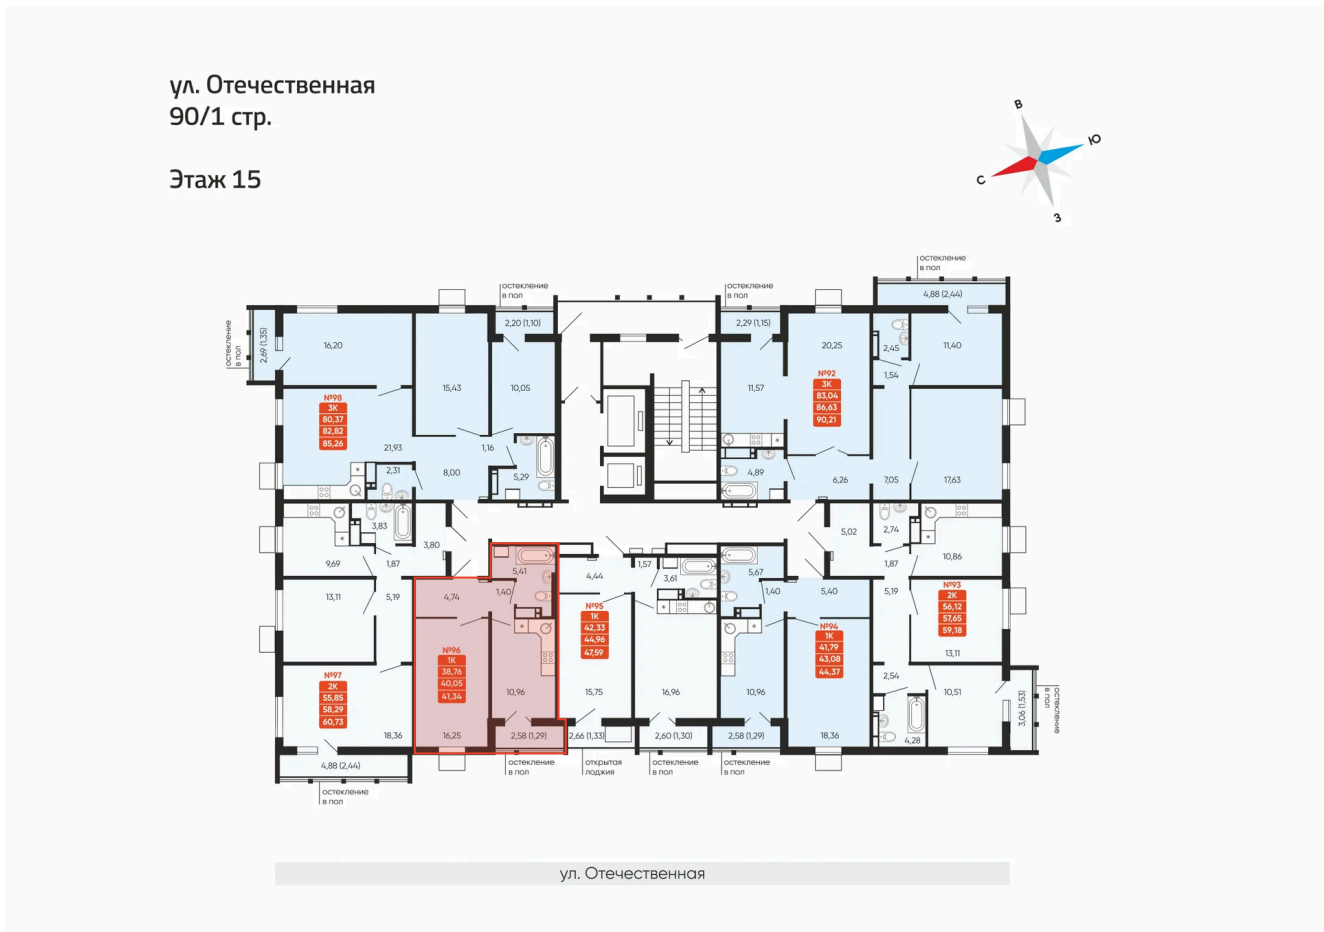 ул. Отечественная
90/1 стр.
Этаж 15
В
Ю
С
З
остекление
в пол
4,88 (2,44)
остекление
в пол
2,20 (1,10)
остекление
в пол
2,29 (1,15)
остекление
в пол
2,69 (1,35)
16,20
15,43
10,05
№98
3К
80,37
82,82
85,26
21,93
1,16
2,31
8,00
5,29
11,57
20,25
№92
3К
83,04
86,63
90,21
2,45
1,54
11,40
4,89
6,26
7,05
17,63
3,83
9,69
1,87
3,80
13,11
5,19
№97
2К
55,85
58,29
60,73
18,36
4,88 (2,44)
остекление
в пол
5,41
4,74
1,40
№96
1К
38,76
40,05
41,34
10,96
16,25
2,58 (1,29)
остекление
в пол
4,44
1,57
3,61
№95
1К
42,33
44,96
47,59
15,75
16,96
2,66 (1,33)
открытая
лоджия
2,60 (1,30)
остекление
в пол
5,67
1,40
5,40
№94
1К
41,79
43,08
44,37
10,96
18,36
2,58 (1,29)
остекление
в пол
5,02
2,74
10,86
1,87
5,19
№93
2К
56,12
57,65
59,18
13,11
2,54
10,51
4,28
3,06 (1,53)
остекление
в пол
ул. Отечественная